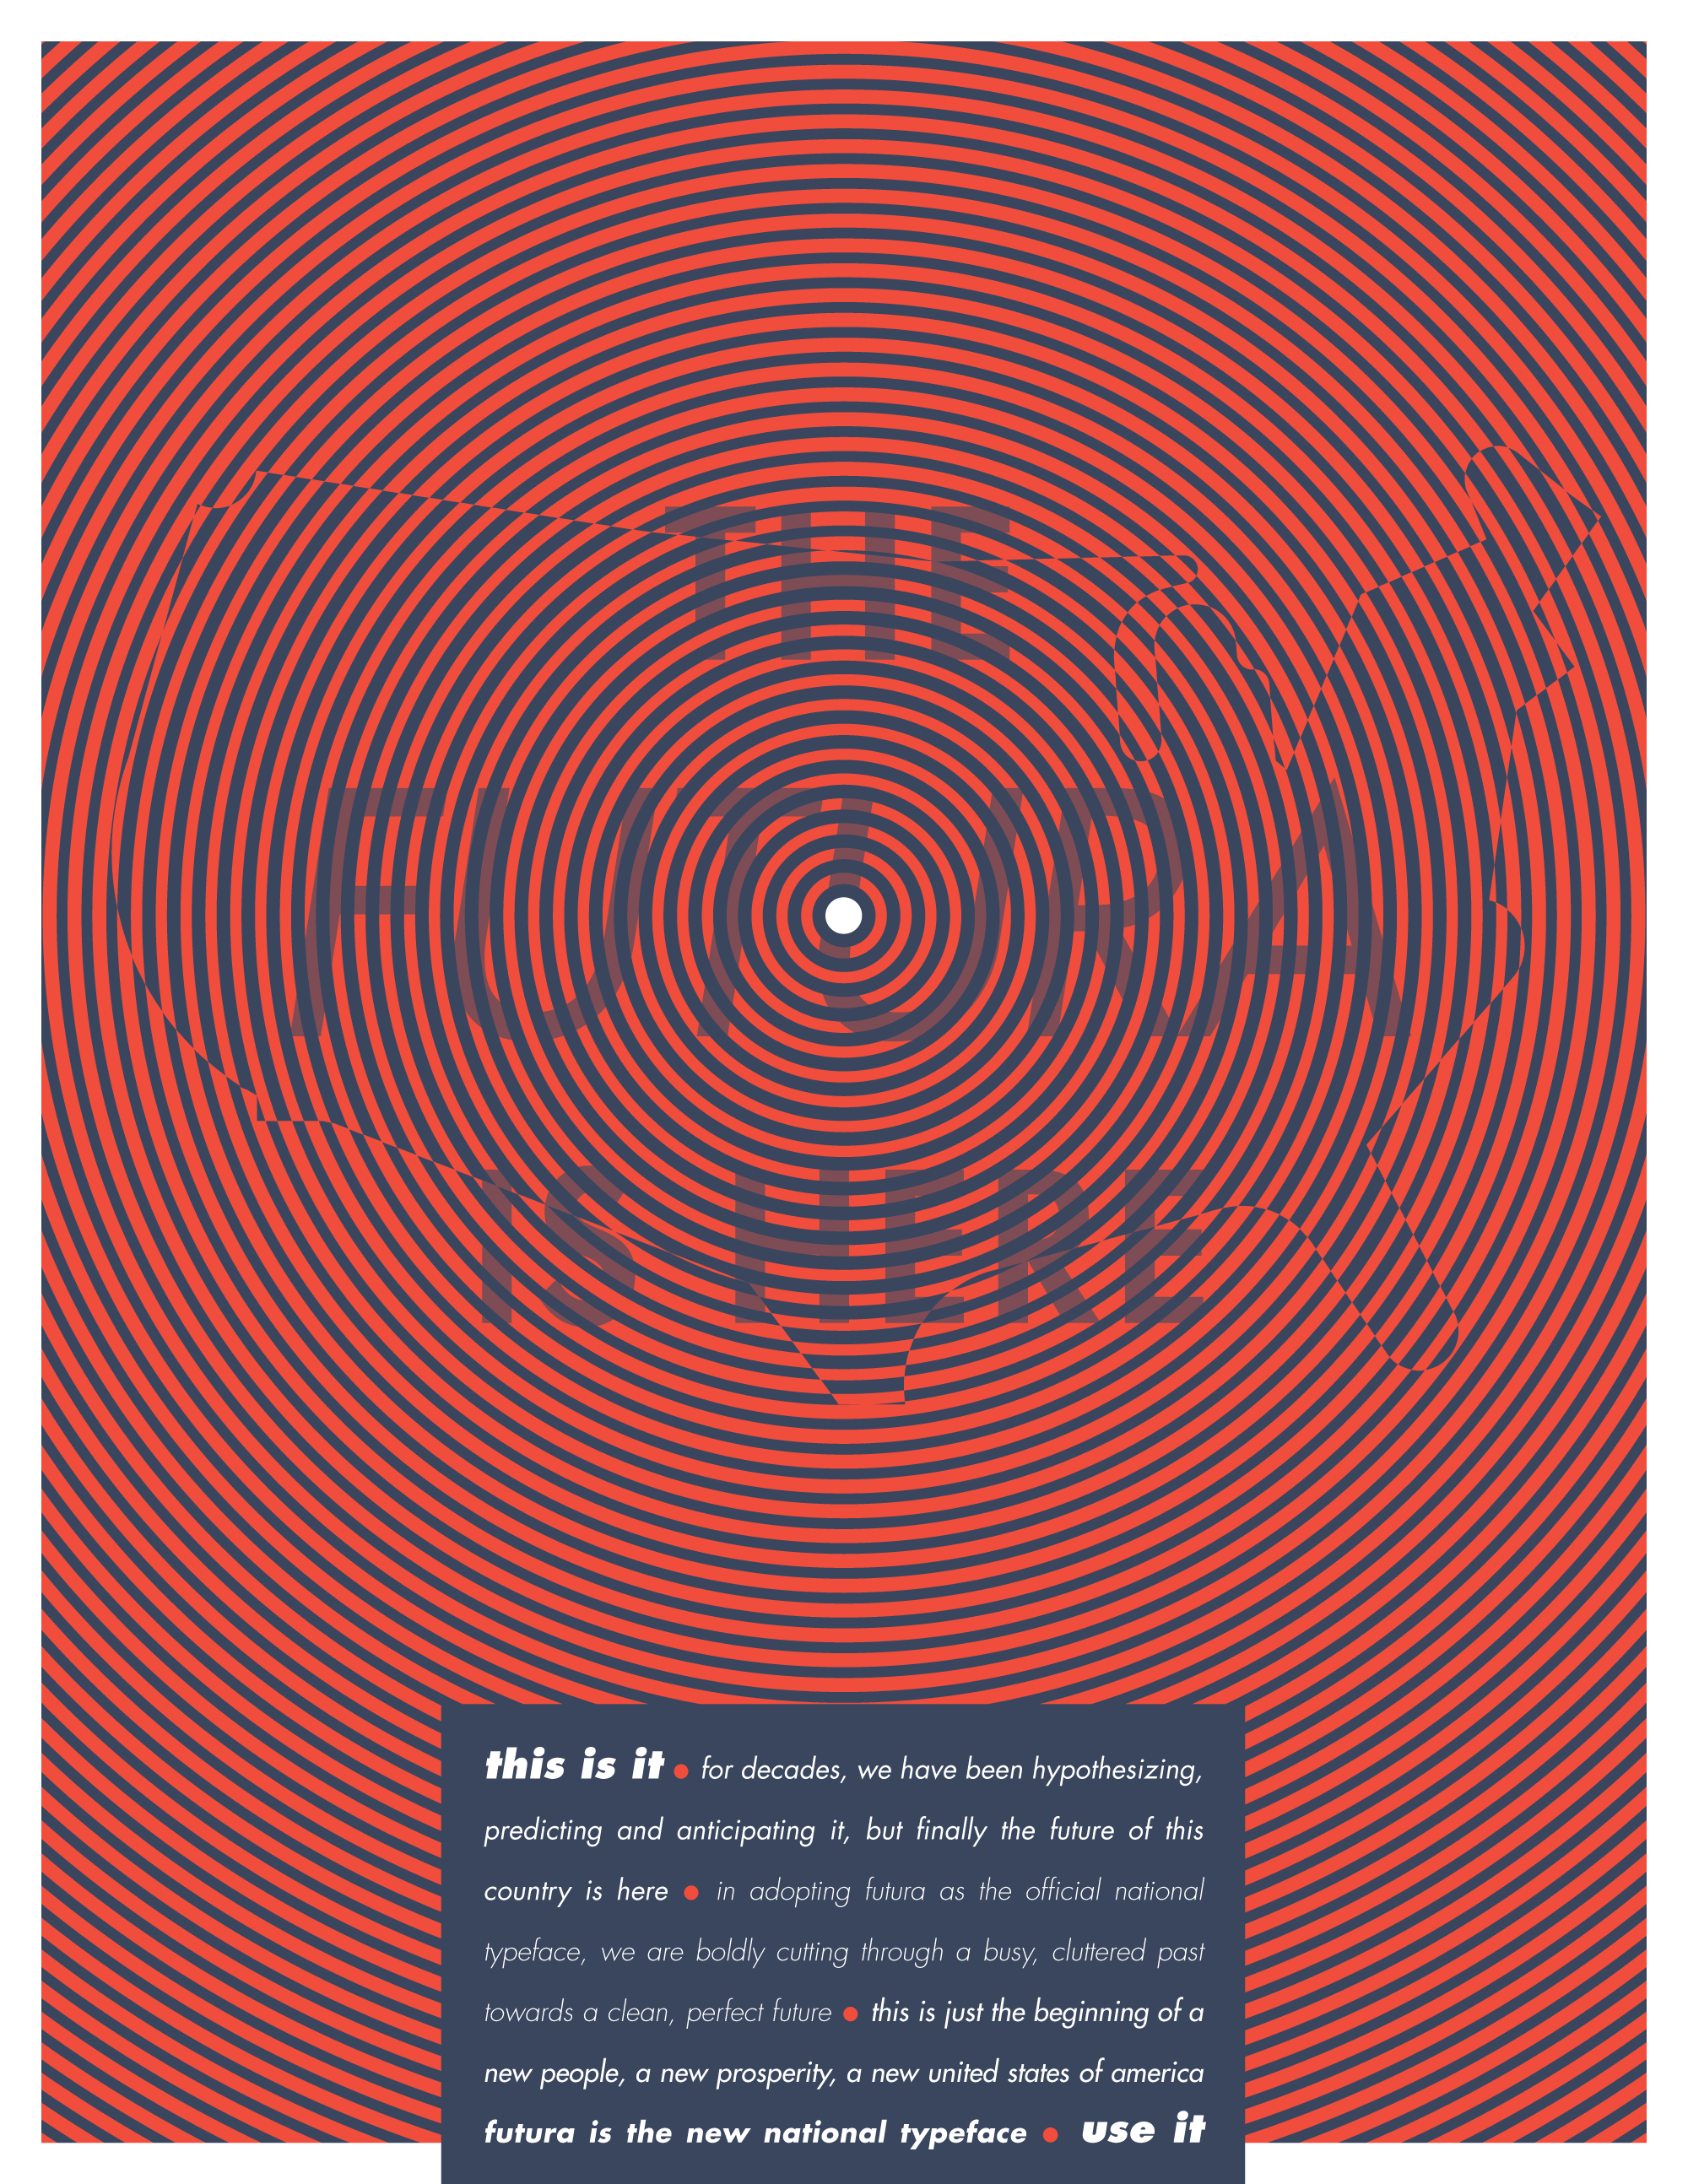 THE
FUTURA
IS HERE
this is it • for decades, we have been hypothesizing,
predicting and anticipating it, but finally the future of this
country is here • in adopting futura as the official national
typeface, we are boldly cutting through a busy, cluttered past
towards a clean, perfect future • this is just the beginning of a
new people, a new prosperity, a new united states of america
futura is the new national typeface • use it